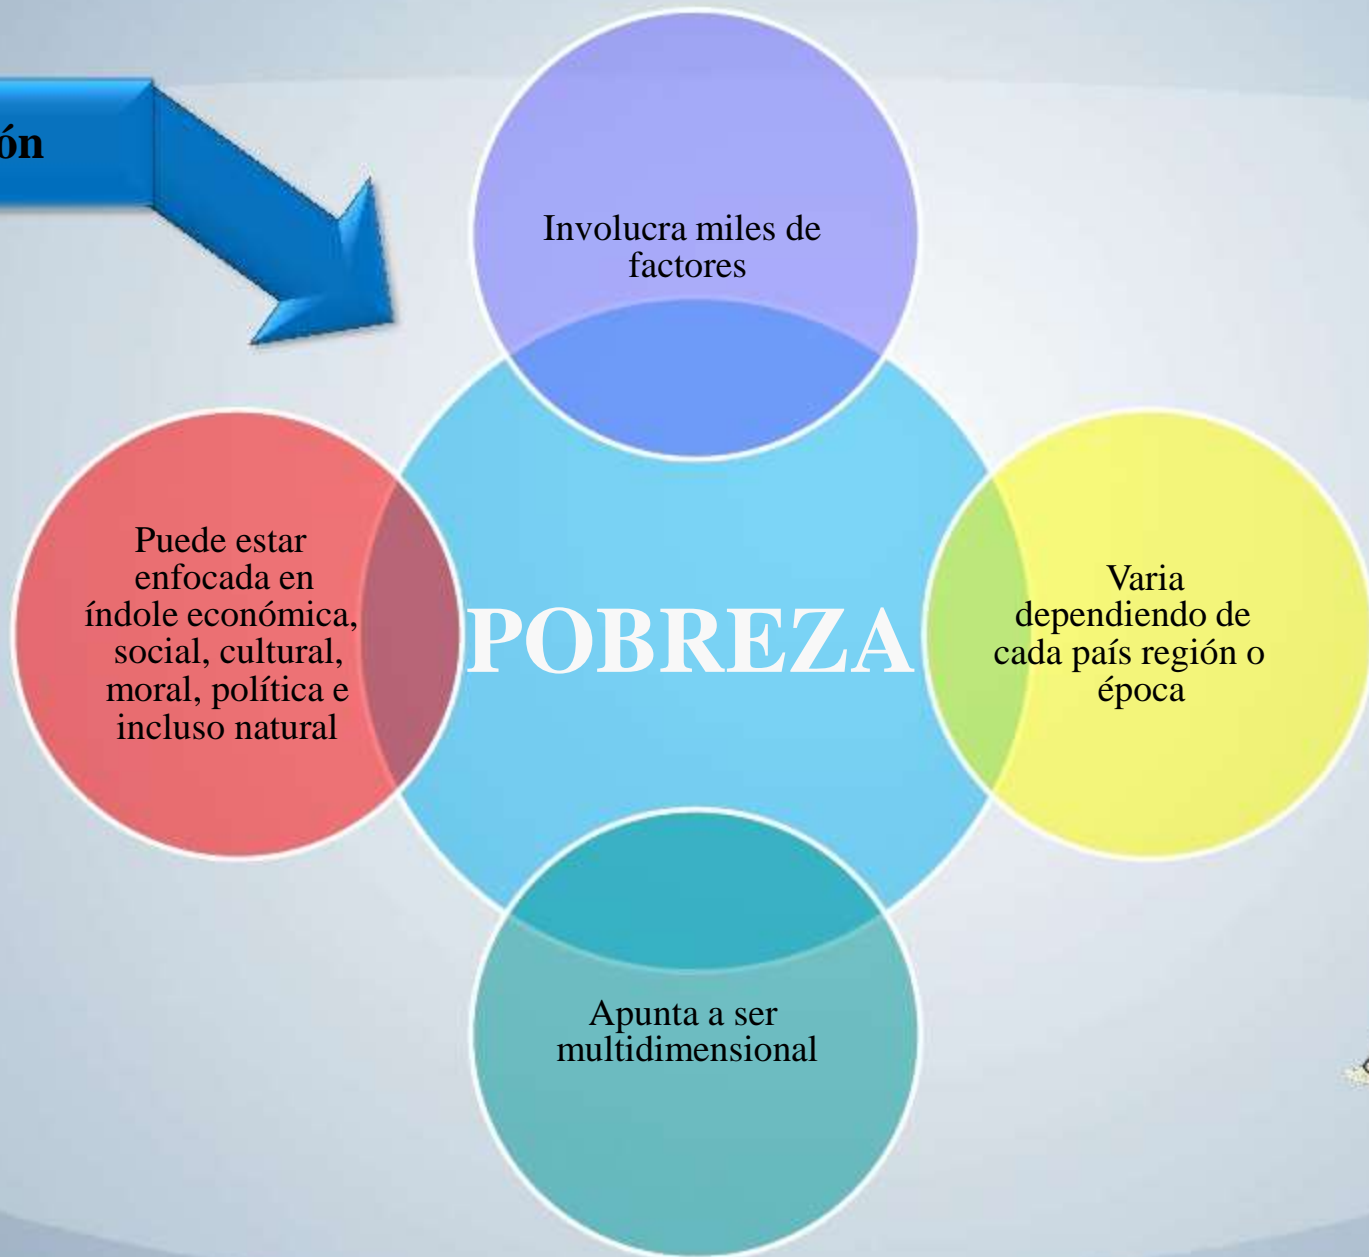 ón
Involucra miles de
factores
Puede estar
enfocada en
índole económica,
social, cultural,
moral, política e
incluso natural
POBREZA
Varia
dependiendo de
cada país región o
época
Apunta a ser
multidimensional